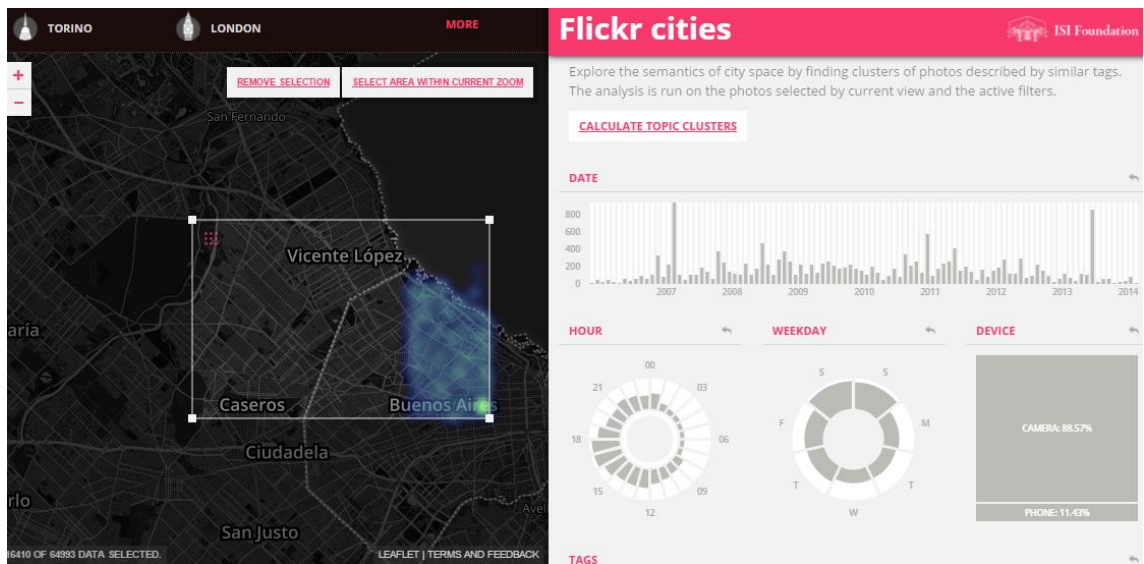 TORINO
LONDON
MORE
+
−
REMOVE SELECTION
SELECT AREA WITHIN CURRENT ZOOM
San Fernando
Vicente López
Caseros
Buenos Aires
Ciudadela
San Justo
16410 OF 64993 DATA SELECTED.
LEAFLET | TERMS AND FEEDBACK
Flickr cities
ISI Foundation
Explore the semantics of city space by finding clusters of photos described by similar tags.
The analysis is run on the photos selected by current view and the active filters.
CALCULATE TOPIC CLUSTERS
DATE
800
600
400
200
0
2007 2008 2009 2010 2011 2012 2013 2014
HOUR
00
03
06
09
12
15
18
21
WEEKDAY
S
S
M
T
W
T
F
DEVICE
CAMERA: 88.57%
PHONE: 11.43%
TAGS